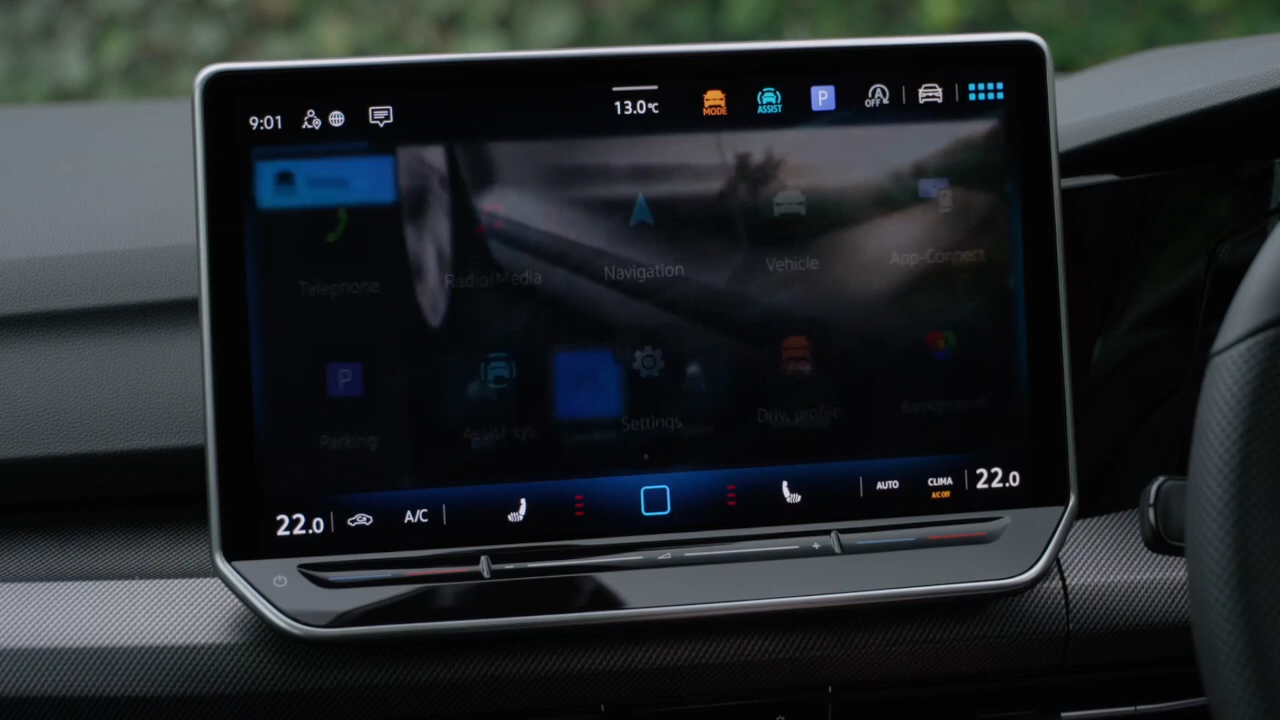 9:01 13.0°C MODE ASSIST P A OFF
Telephone Radio/Media Navigation Vehicle App-Connect
P
Parking Assist sys. Settings Driv. profile Background
22.0 A/C AUTO CLIMA 22.0
A/C OFF
- +